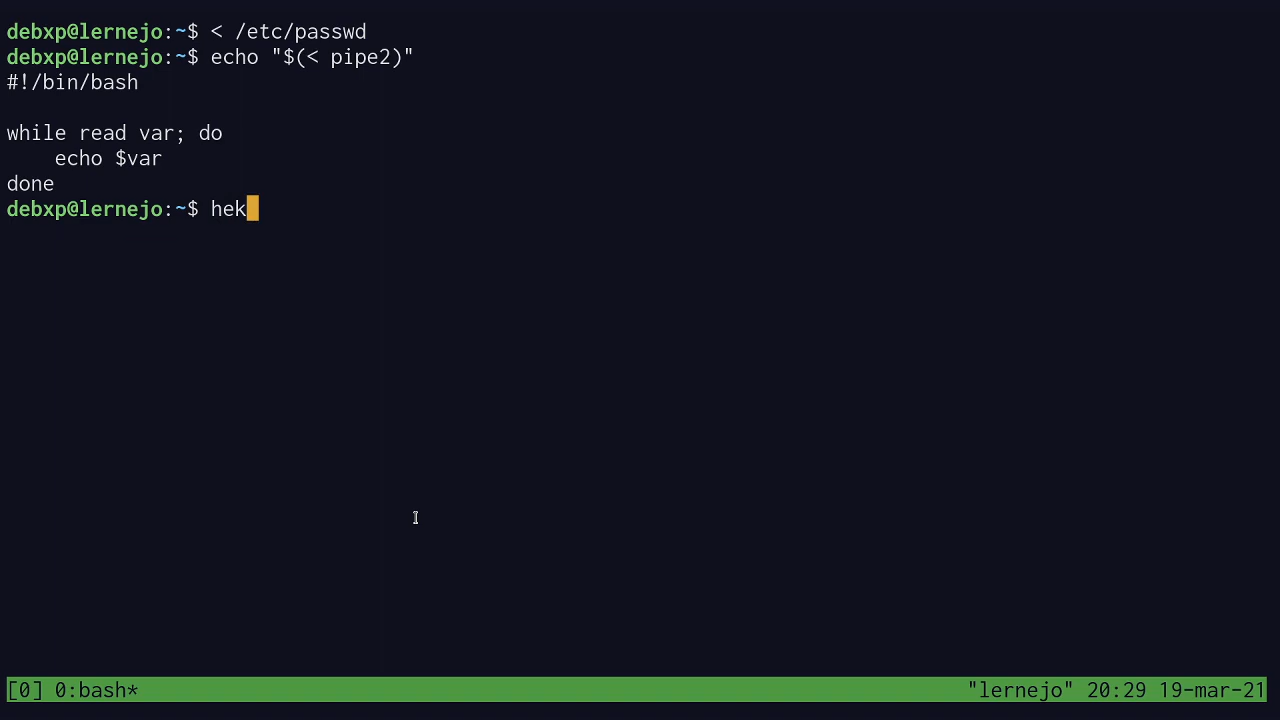 debxp@lernejo:~$ < /etc/passwd
debxp@lernejo:~$ echo "$(< pipe2)"
#!/bin/bash

while read var; do
    echo $var
done
debxp@lernejo:~$ hek
[0] 0:bash* "lernejo" 20:29 19-mar-21